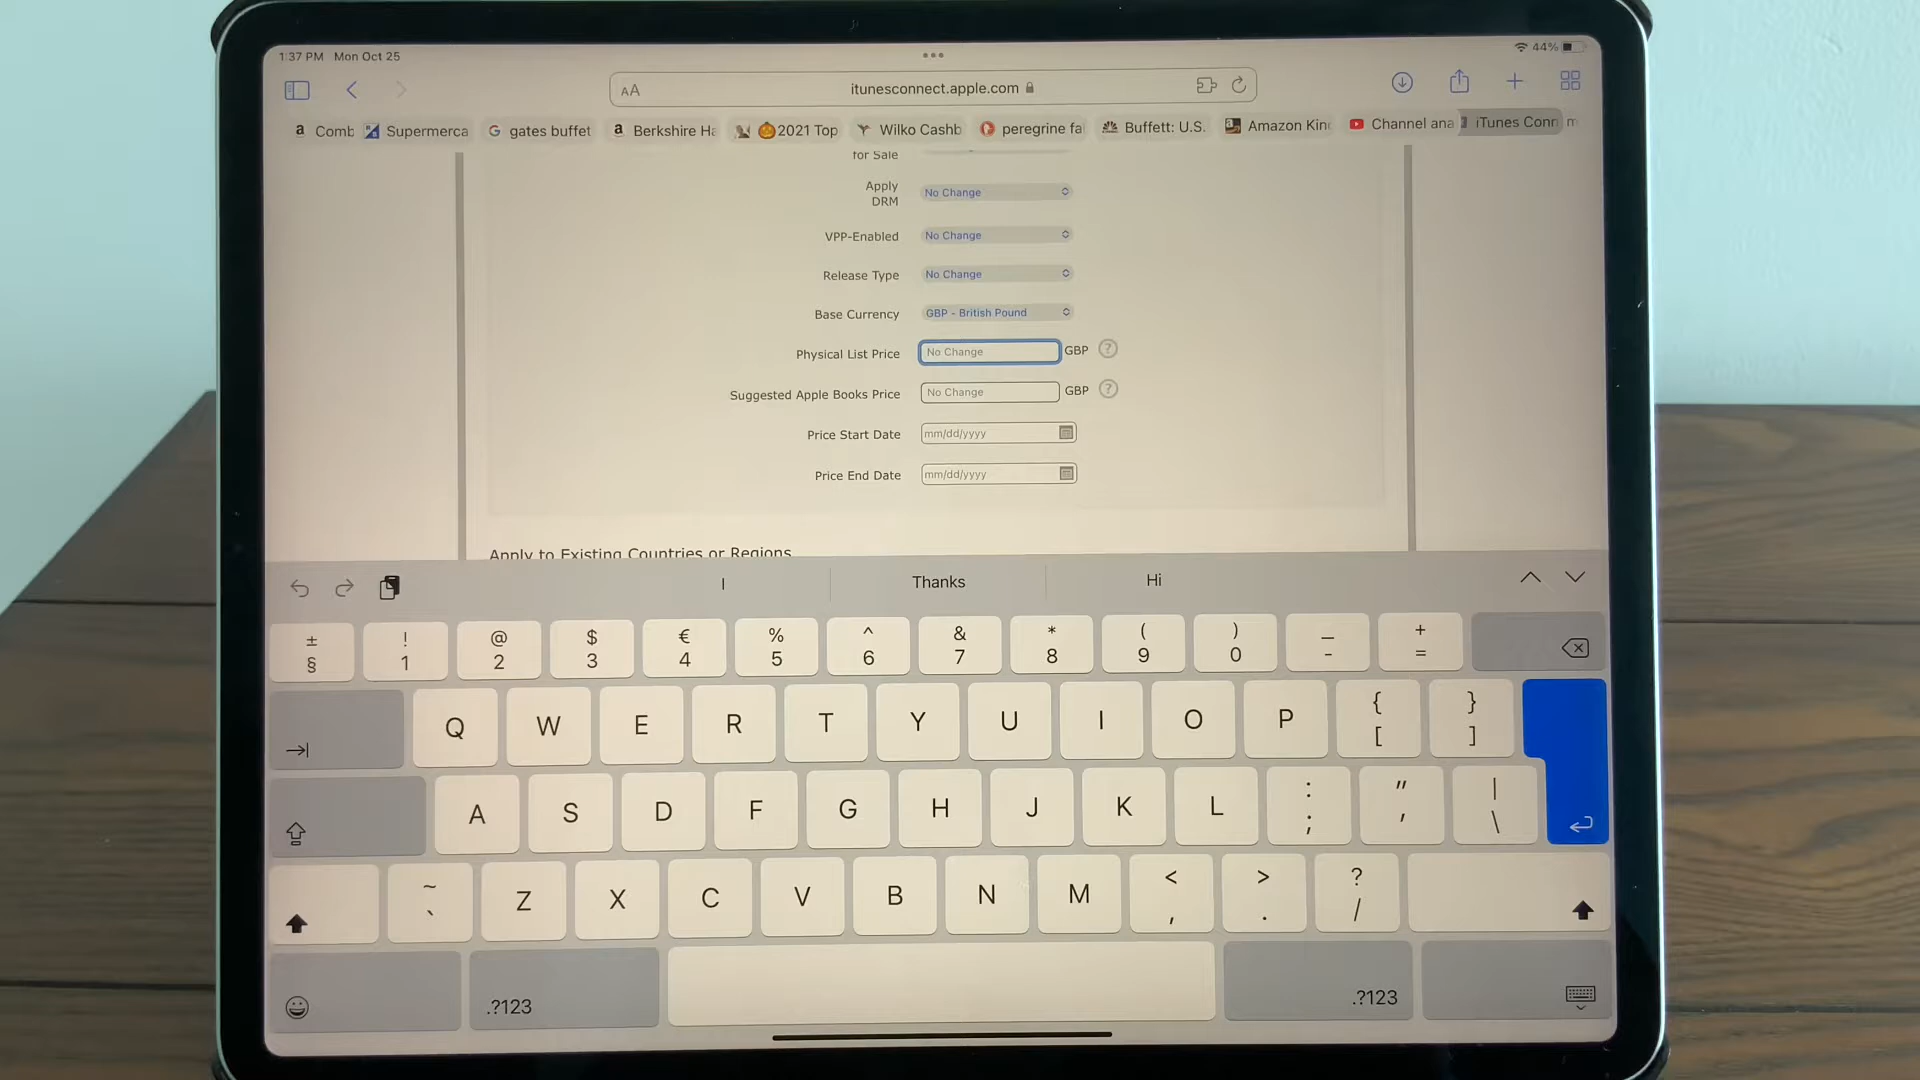 1:37 PM Mon Oct 25
44%
AA
itunesconnect.apple.com
Comb
Supermerca
gates buffet
Berkshire Ha
2021 Top
Wilko Cashb
peregrine fa
Buffett: U.S.
Amazon Kin
Channel ana
iTunes Conn
for Sale
Apply
DRM
No Change
VPP-Enabled
No Change
Release Type
No Change
Base Currency
GBP - British Pound
Physical List Price
No Change
GBP
?
Suggested Apple Books Price
No Change
GBP
?
Price Start Date
mm/dd/yyyy
Price End Date
mm/dd/yyyy
Apply to Existing Countries or Regions
I
Thanks
Hi
± ! @ $ € % ^ & * ( ) _ +
§ 1 2 3 4 5 6 7 8 9 0 - =
Q W E R T Y U I O P { }
[ ]
A S D F G H J K L : " |
; ' \
~ Z X C V B N M < > ?
` , . /
.?123
.?123